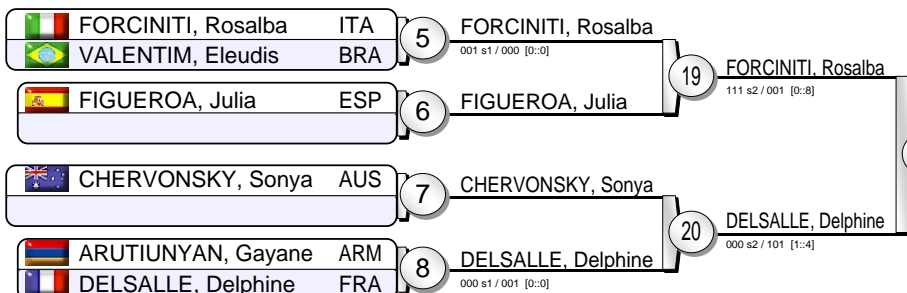 FORCINITI, Rosalba ITA
VALENTIM, Eleudis BRA
5
FORCINITI, Rosalba
001 s1 / 000 [0::0]
FIGUEROA, Julia ESP
6
FIGUEROA, Julia
19
FORCINITI, Rosalba
111 s2 / 001 [0::8]
CHERVONSKY, Sonya AUS
7
CHERVONSKY, Sonya
ARUTIUNYAN, Gayane ARM
DELSALLE, Delphine FRA
8
DELSALLE, Delphine
000 s1 / 001 [0::0]
20
DELSALLE, Delphine
000 s2 / 101 [1::4]